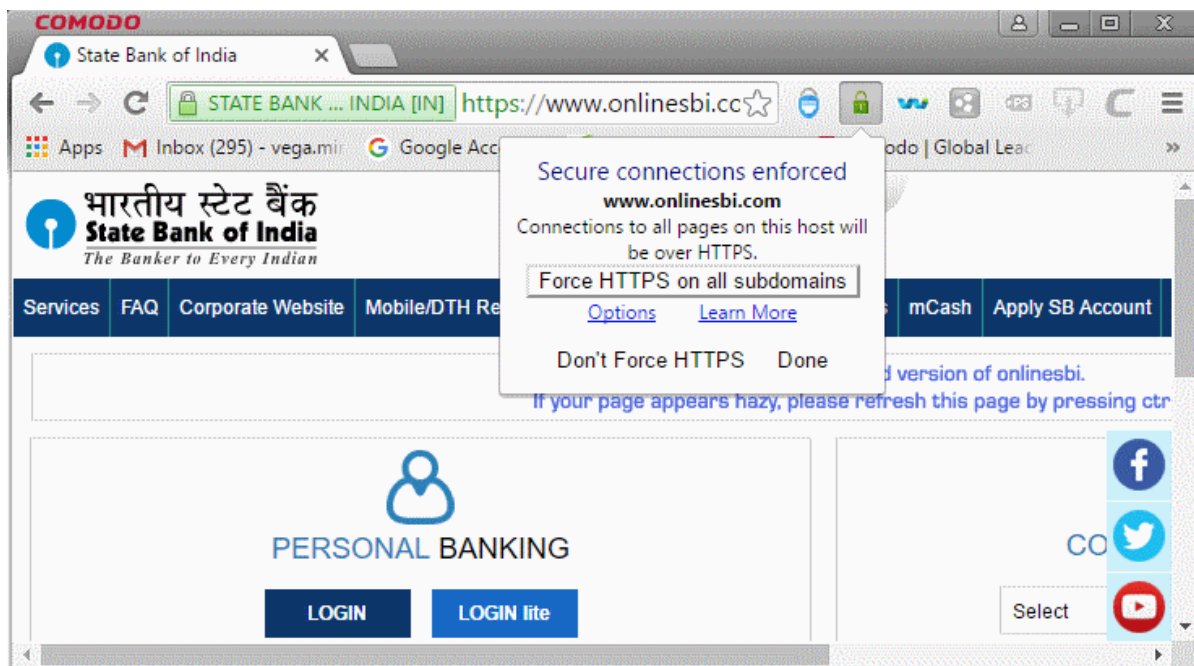 COMODO
State Bank of India
STATE BANK ... INDIA [IN] https://www.onlinesbi.cc
Apps Inbox (295) - vega.mir Google Acc odo | Global Lead
Secure connections enforced
www.onlinesbi.com
Connections to all pages on this host will
be over HTTPS.
Force HTTPS on all subdomains
Options Learn More
Don't Force HTTPS Done
भारतीय स्टेट बैंक
State Bank of India
The Banker to Every Indian
Services FAQ Corporate Website Mobile/DTH Re s mCash Apply SB Account
d version of onlinesbi.
If your page appears hazy, please refresh this page by pressing ctr
PERSONAL BANKING
LOGIN LOGIN lite
CO
Select